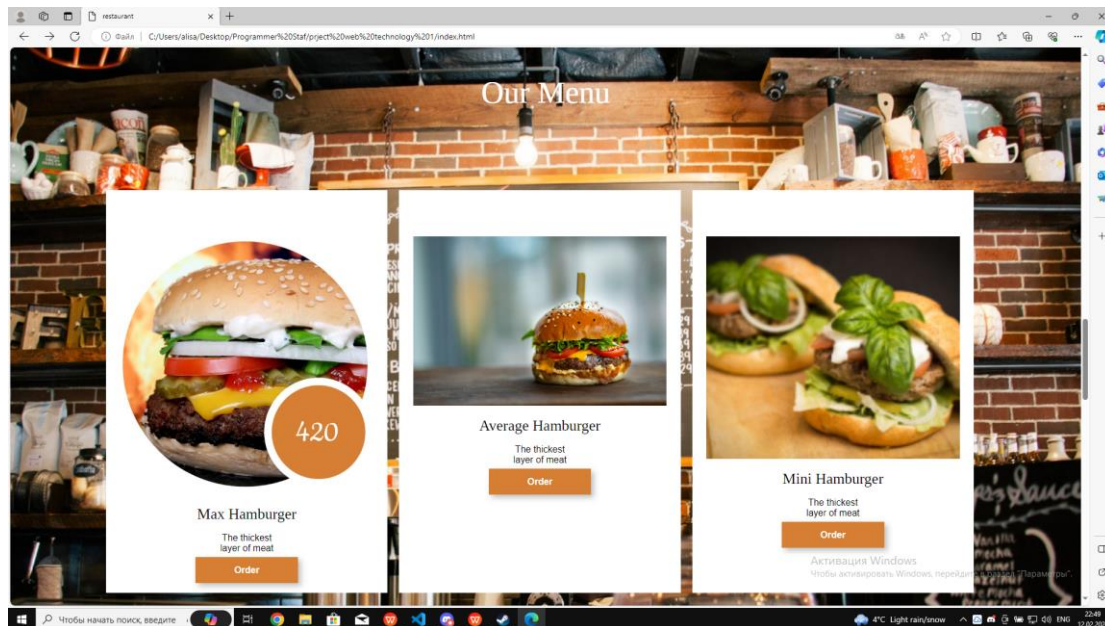 restaurant
Файл
C:/Users/alisa/Desktop/Programmer%20Staf/prject%20web%20technology%201/index.html
Our Menu
420
Max Hamburger
The thickest
layer of meat
Order
Average Hamburger
The thickest
layer of meat
Order
Mini Hamburger
The thickest
layer of meat
Order
Sauce
Vanilla
Активация Windows
Чтобы активировать Windows, перейдите в раздел "Параметры".
Чтобы начать поиск, введите
4°C Light rain/snow
ENG
22:49